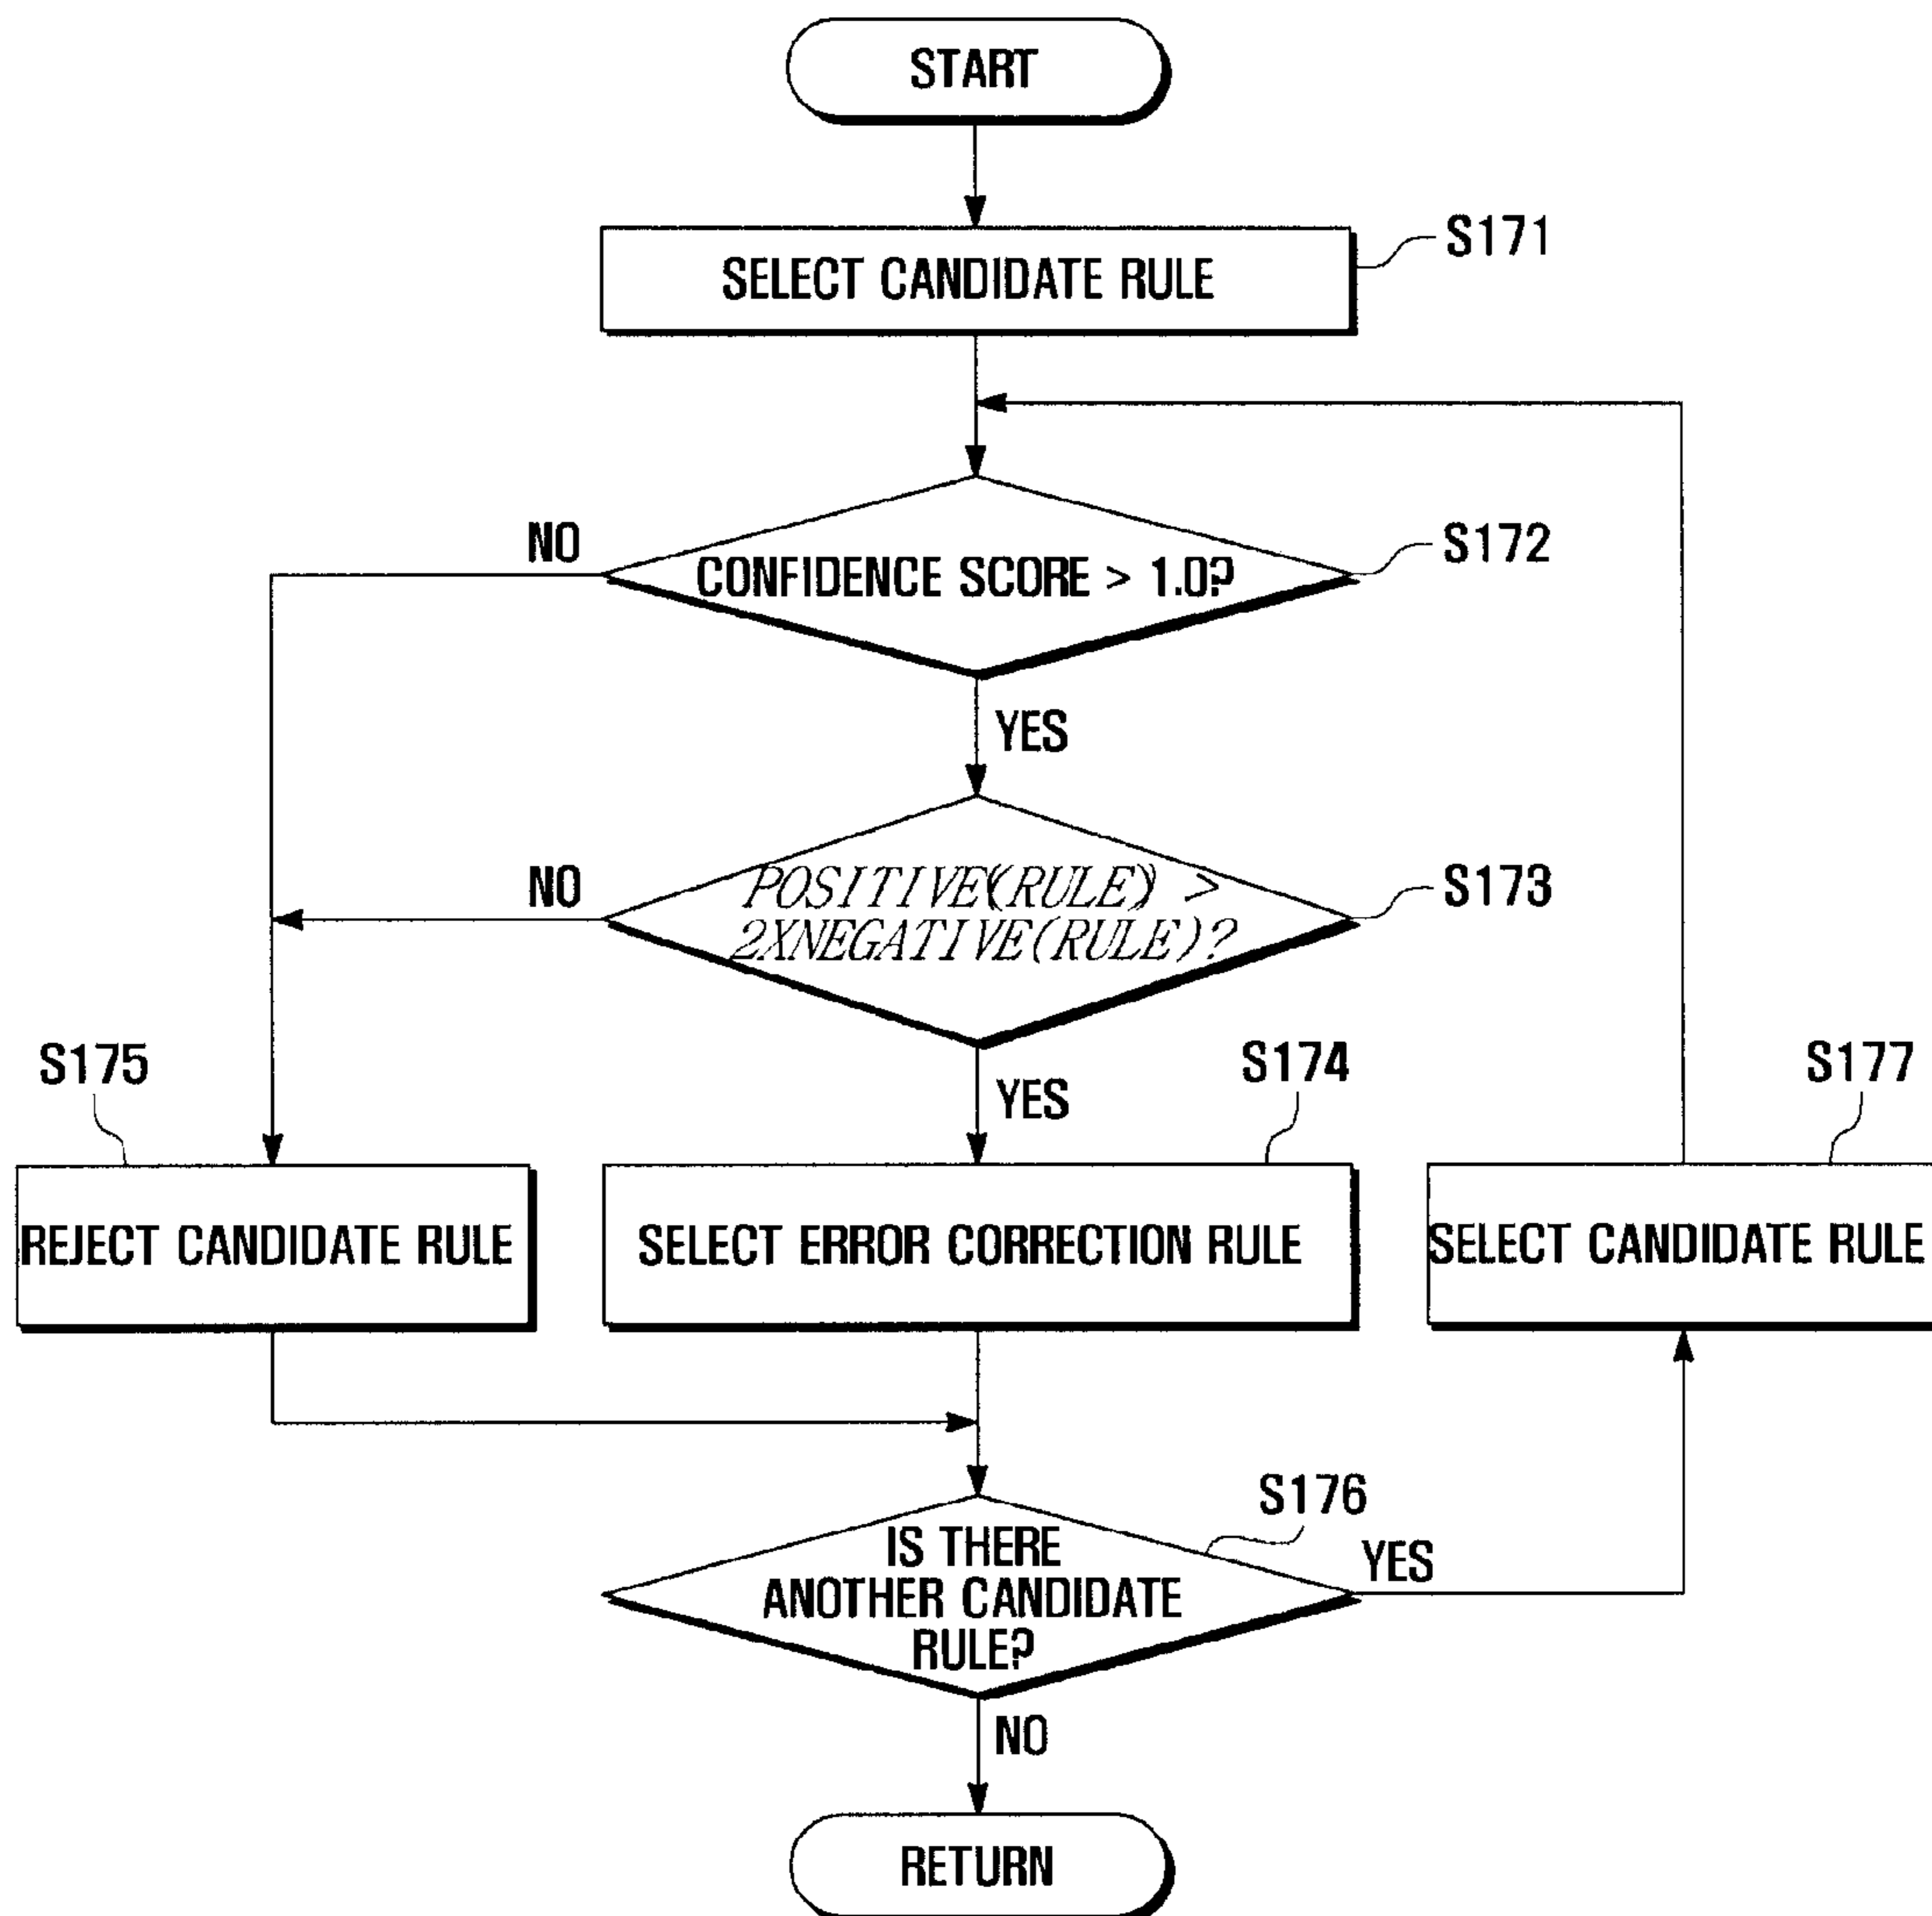 START
SELECT CANDIDATE RULE
S171
NO
CONFIDENCE SCORE > 1.0?
S172
YES
NO
POSITIVE(RULE) >
2XNEGATIVE(RULE)?
S173
S175
YES
S174
S177
REJECT CANDIDATE RULE
SELECT ERROR CORRECTION RULE
SELECT CANDIDATE RULE
S176
IS THERE
ANOTHER CANDIDATE
RULE?
YES
NO
RETURN